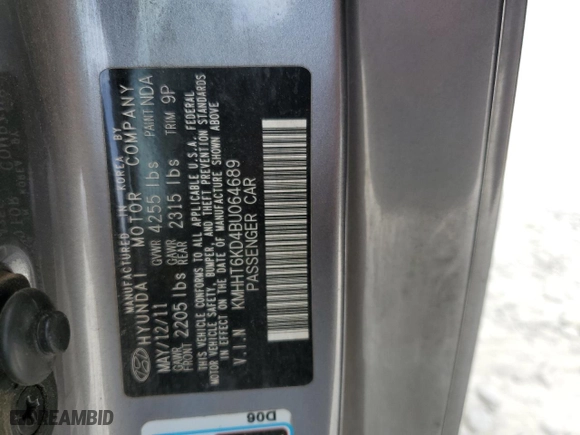 MANUFACTURED IN KOREA BY
HYUNDAI MOTOR COMPANY
MAY/12/11 GVWR 4255 lbs PAINT NDA
GAWR FRONT 2205 lbs GAWR REAR 2315 lbs TRIM 9P
THIS VEHICLE CONFORMS TO ALL APPLICABLE U.S.A. FEDERAL
MOTOR VEHICLE SAFETY, BUMPER, AND THEFT PREVENTION STANDARDS
IN EFFECT ON THE DATE OF MANUFACTURE SHOWN ABOVE
V.I.N KMHHT6KD4BU064689
PASSENGER CAR
D06
SCREAMBID